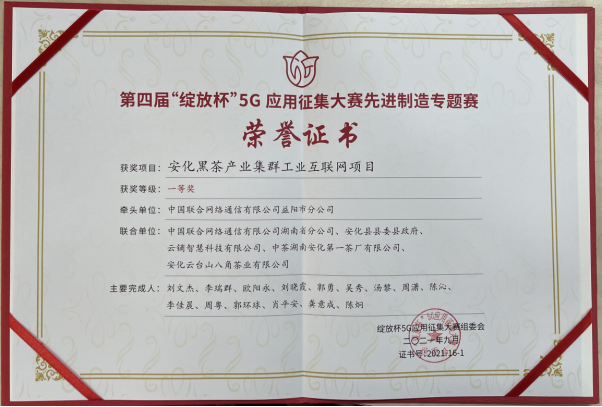 第四届“绽放杯”5G 应用征集大赛先进制造专题赛
荣誉证书
获奖项目：安化黑茶产业集群工业互联网项目
获奖等级：一等奖
牵头单位：中国联合网络通信有限公司益阳市分公司
联合单位：中国联合网络通信有限公司湖南省分公司、安化县县委县政府、
云镝智慧科技有限公司、中茶湖南安化第一茶厂有限公司、
安化云台山八角茶业有限公司
主要完成人：刘文杰、李瑞群、欧阳永、刘晓霞、郭勇、吴秀、汤黎、周潇、陈沁、
李佳晨、周粤、郭环球、肖平安、龚意成、陈炯
绽放杯5G应用征集大赛组委会
二〇二一年九月
证书号:2021-16-1